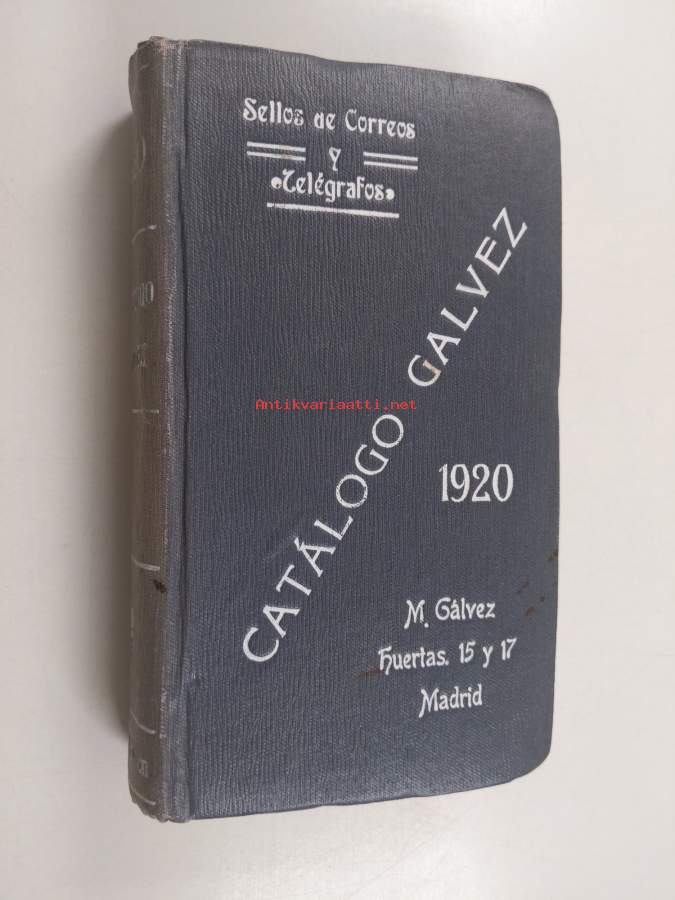 Sellos de Correos
y
Telégrafos
CATÁLOGO GALVEZ
1920
M. Gálvez
Huertas. 15 y 17
Madrid
Antikvariaatti.net